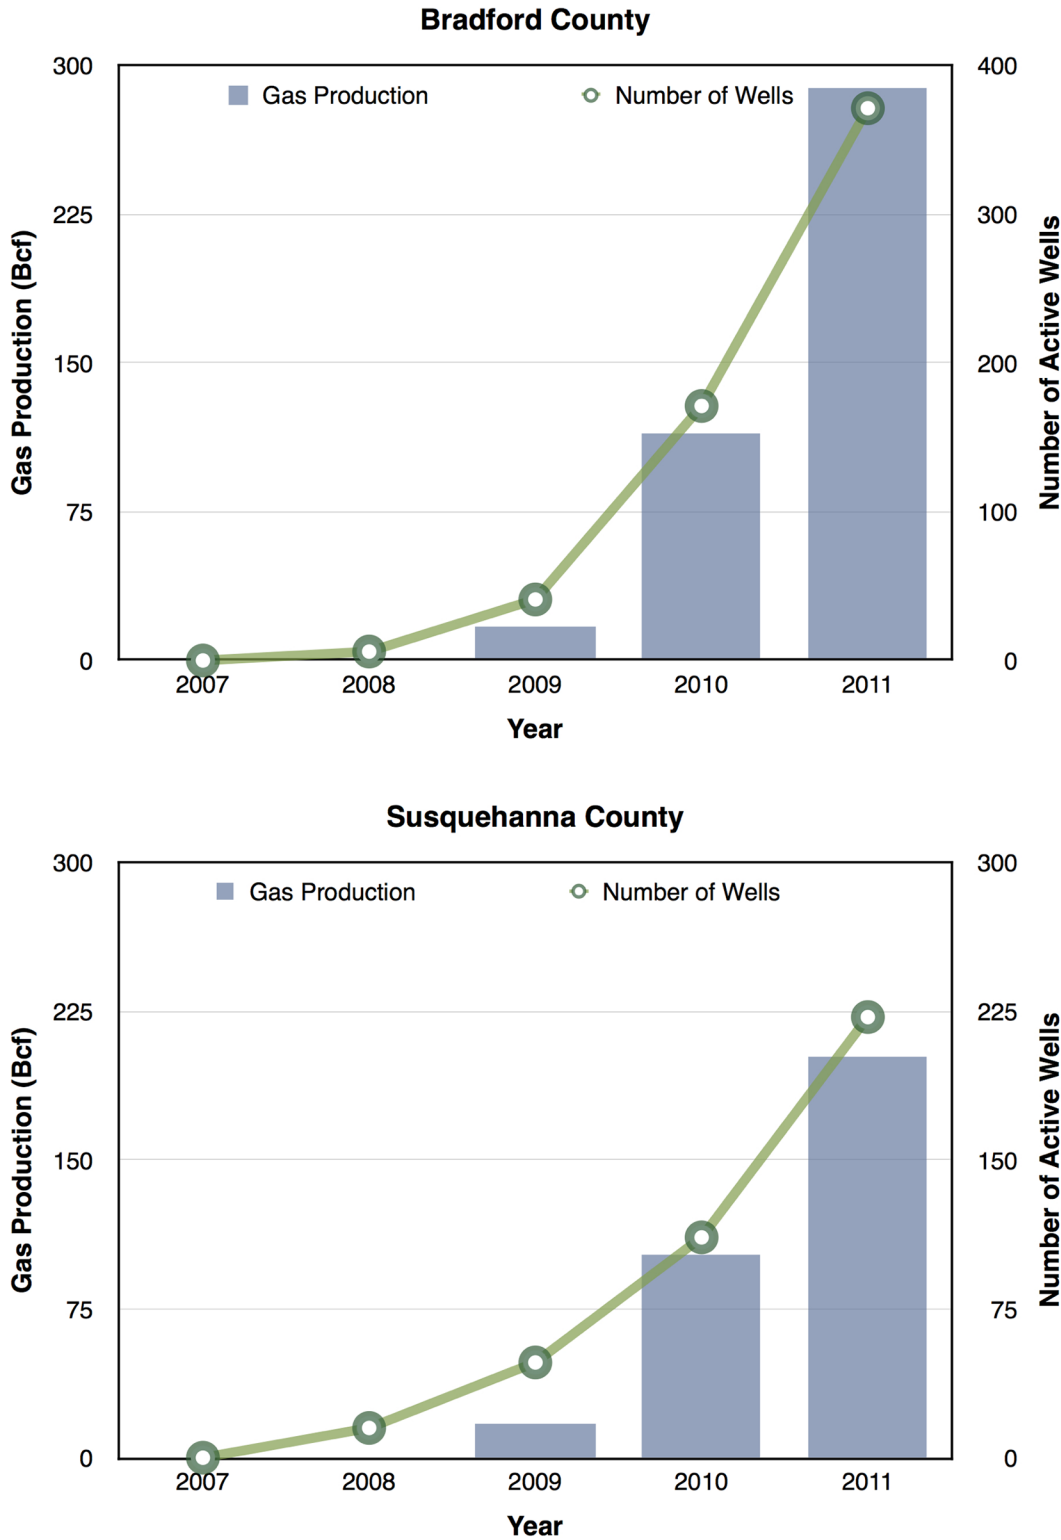 Bradford County
300
400
Gas Production
Number of Wells
225
300
150
200
75
100
0
0
Gas Production (Bcf)
Number of Active Wells
2007 2008 2009 2010 2011
Year
Susquehanna County
300
300
Gas Production
Number of Wells
225
225
150
150
75
75
0
0
Gas Production (Bcf)
Number of Active Wells
2007 2008 2009 2010 2011
Year